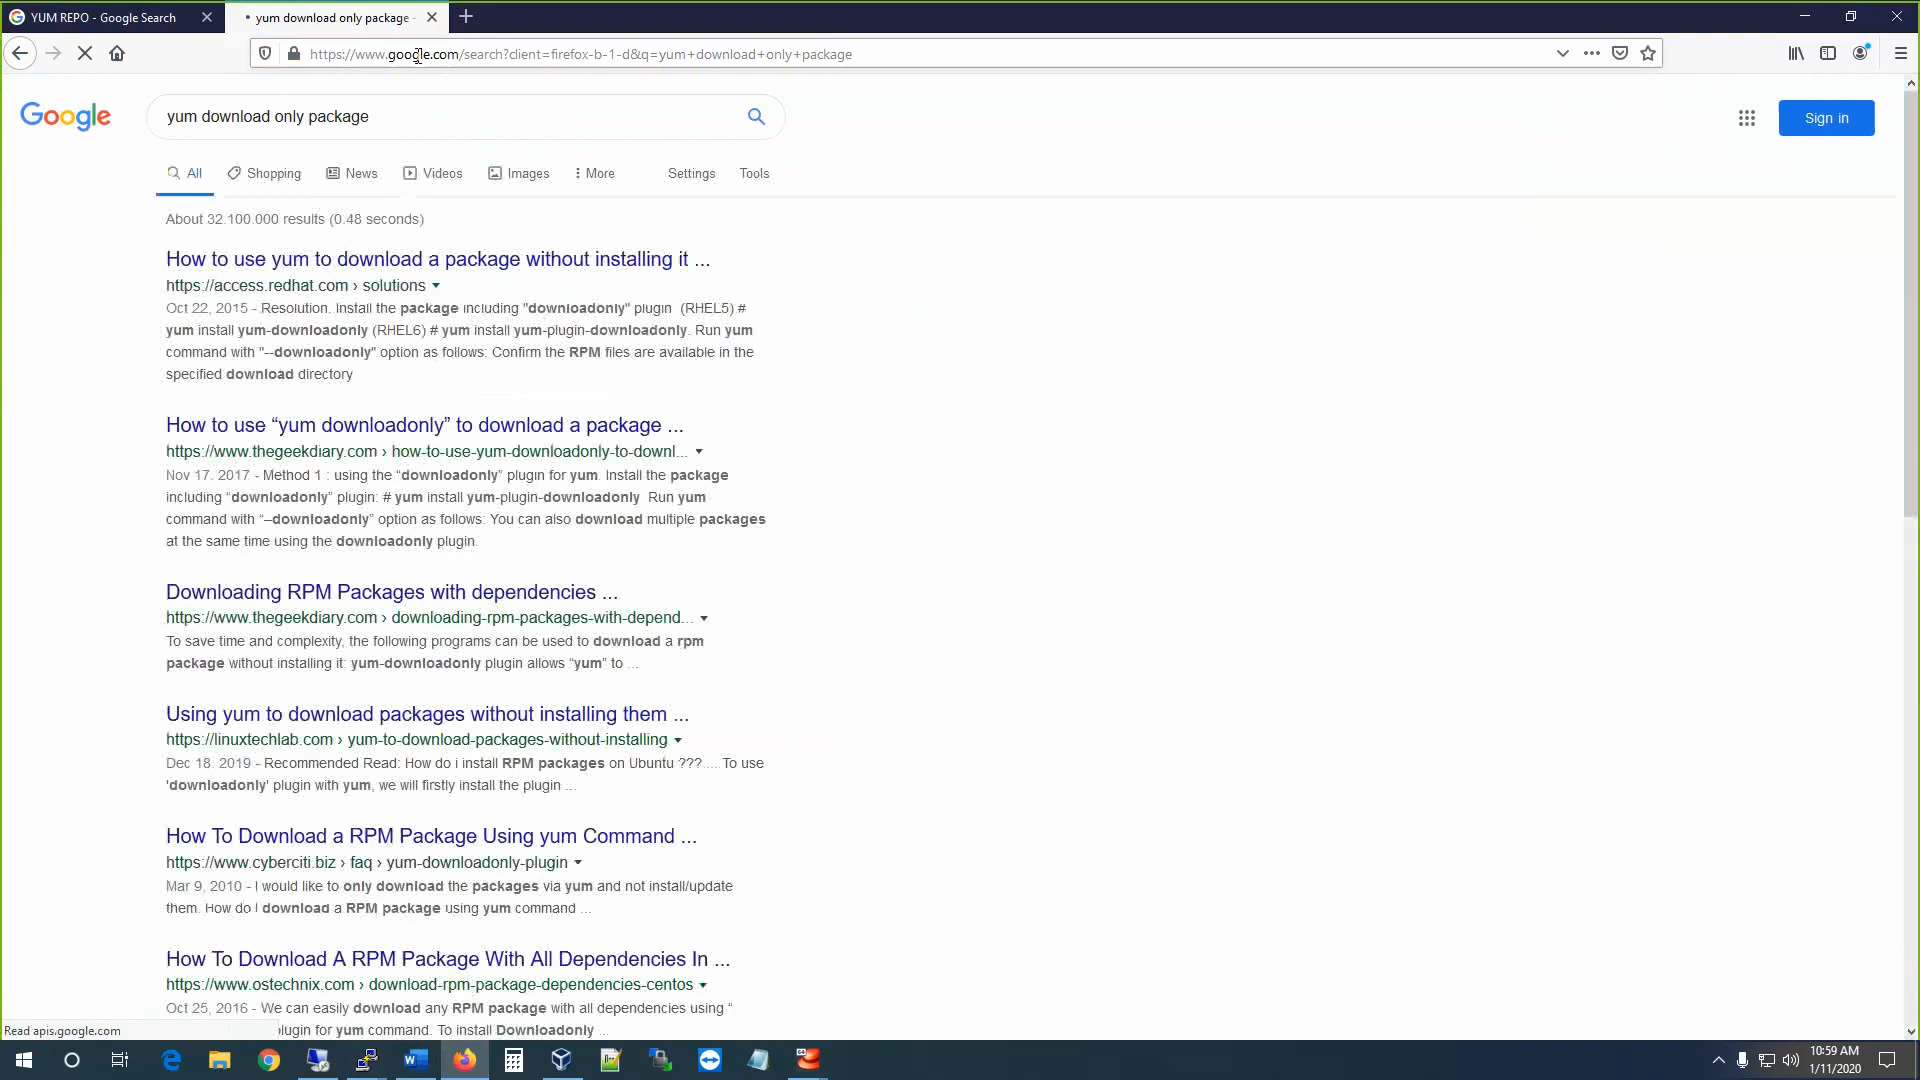 YUM REPO - Google Search
yum download only package -
https://www.google.com/search?client=firefox-b-1-d&q=yum+download+only+package
Google
yum download only package
Sign in
All
Shopping
News
Videos
Images
More
Settings
Tools
About 32.100.000 results (0.48 seconds)
How to use yum to download a package without installing it ...
https://access.redhat.com › solutions
Oct 22, 2015 - Resolution. Install the package including "downloadonly" plugin (RHEL5) #
yum install yum-downloadonly (RHEL6) # yum install yum-plugin-downloadonly. Run yum
command with "--downloadonly" option as follows: Confirm the RPM files are available in the
specified download directory
How to use “yum downloadonly” to download a package ...
https://www.thegeekdiary.com › how-to-use-yum-downloadonly-to-downl...
Nov 17. 2017 - Method 1 : using the “downloadonly” plugin for yum. Install the package
including “downloadonly” plugin: # yum install yum-plugin-downloadonly Run yum
command with “–downloadonly” option as follows: You can also download multiple packages
at the same time using the downloadonly plugin.
Downloading RPM Packages with dependencies ...
https://www.thegeekdiary.com › downloading-rpm-packages-with-depend...
To save time and complexity, the following programs can be used to download a rpm
package without installing it: yum-downloadonly plugin allows “yum” to ...
Using yum to download packages without installing them ...
https://linuxtechlab.com › yum-to-download-packages-without-installing
Dec 18. 2019 - Recommended Read: How do i install RPM packages on Ubuntu ??? ... To use
'downloadonly' plugin with yum, we will firstly install the plugin ...
How To Download a RPM Package Using yum Command ...
https://www.cyberciti.biz › faq › yum-downloadonly-plugin
Mar 9, 2010 - I would like to only download the packages via yum and not install/update
them. How do I download a RPM package using yum command ...
How To Download A RPM Package With All Dependencies In ...
https://www.ostechnix.com › download-rpm-package-dependencies-centos
Oct 25, 2016 - We can easily download any RPM package with all dependencies using “
plugin for yum command. To install Downloadonly ...
Read apis.google.com
10:59 AM
1/11/2020